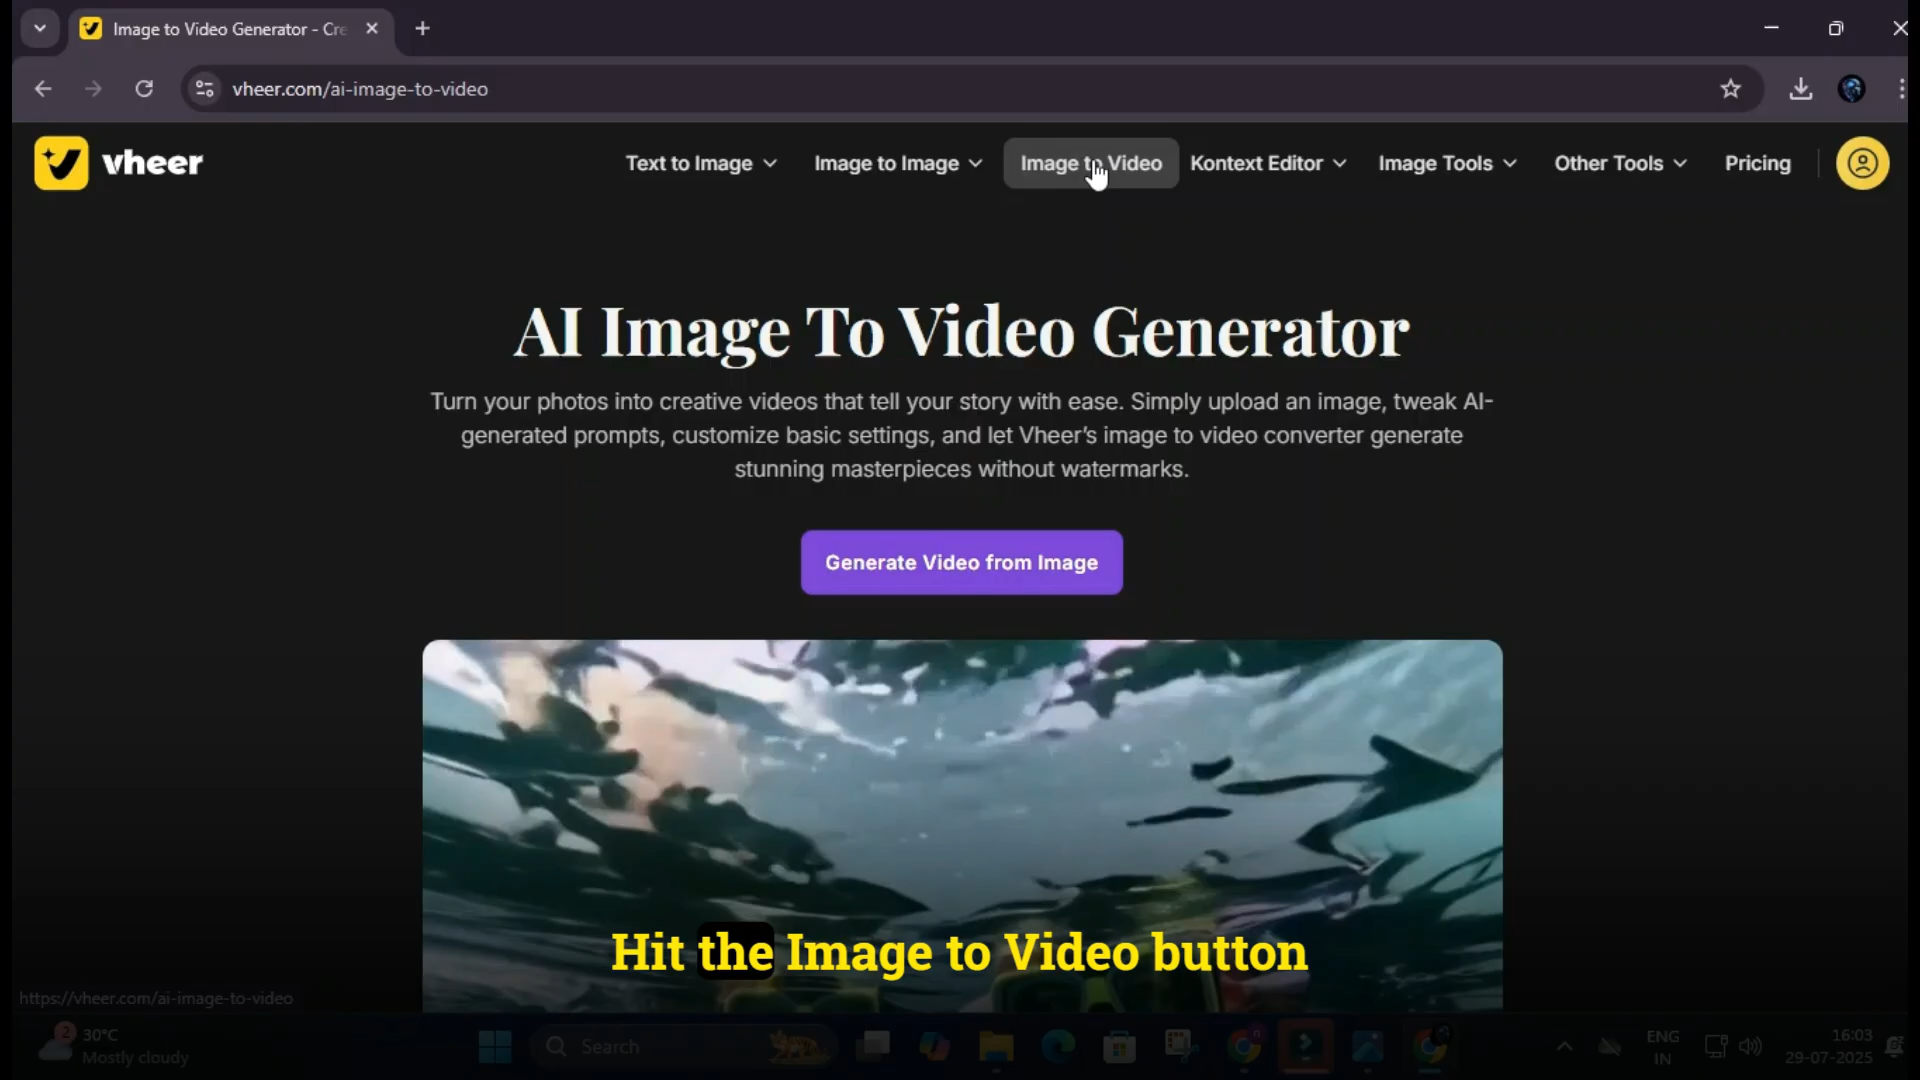 Image to Video Generator - Cre
vheer.com/ai-image-to-video
vheer
Text to Image
Image to Image
Image to Video
Kontext Editor
Image Tools
Other Tools
Pricing
AI Image To Video Generator
Turn your photos into creative videos that tell your story with ease. Simply upload an image, tweak AI-
generated prompts, customize basic settings, and let Vheer's image to video converter generate
stunning masterpieces without watermarks.
Generate Video from Image
Hit the Image to Video button
https://vheer.com/ai-image-to-video
2
30°C
Mostly cloudy
Search
ENG
IN
16:03
29-07-2025